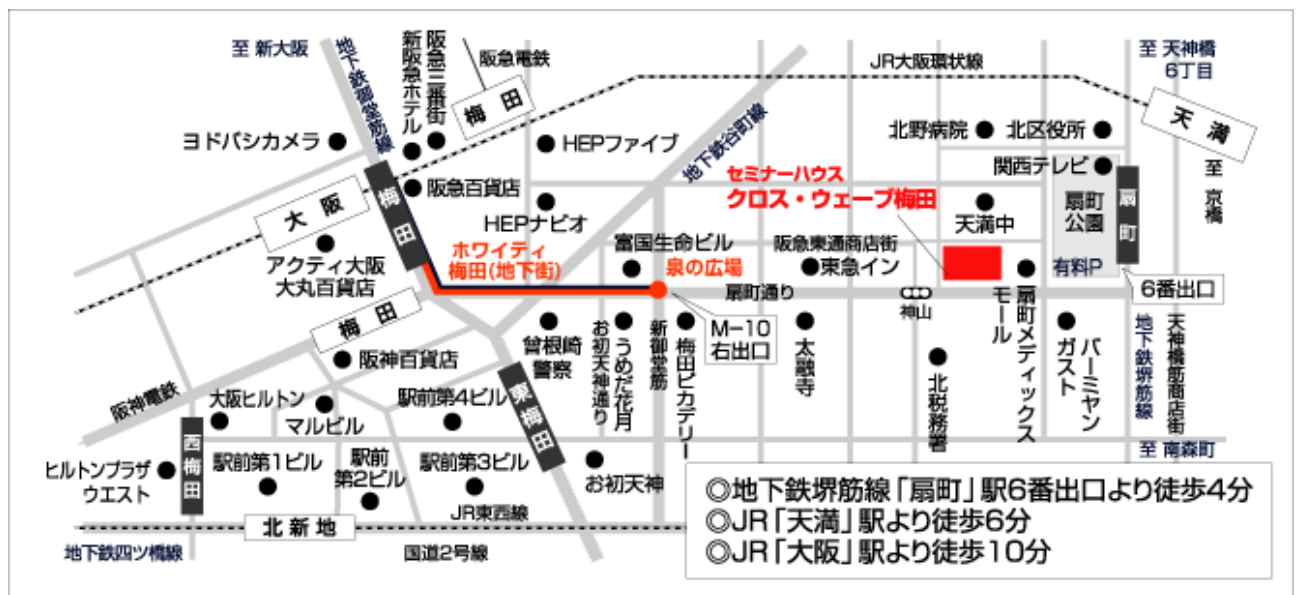 至 新大阪
地下鉄御堂筋線
新阪急ホテル
阪急三番街
阪急電鉄
梅田
JR大阪環状線
至 天神橋
6丁目
天満
至 京橋
ヨドバシカメラ
HEPファイブ
地下鉄谷町線
北野病院
北区役所
関西テレビ
セミナーハウス
クロス・ウェーブ梅田
阪急百貨店
梅田
大阪
HEPナビオ
天満中
扇町
公園
扇町
アクティ大阪
大丸百貨店
ホワイティ
梅田(地下街)
富国生命ビル
泉の広場
阪急東通商店街
東急イン
有料P
6番出口
扇町通り
神山
梅田
M−10
右出口
阪神百貨店
曾根崎
警察
お初天神通り
うめだ花月
新御堂筋
梅田ピカデリー
太融寺
北税務署
扇町メディックス
モール
ガスト
バーミヤン
地下鉄堺筋線
天神橋筋商店街
阪神電鉄
大阪ヒルトン
マルビル
駅前第4ビル
東梅田
西梅田
ヒルトンプラザ
ウエスト
駅前第1ビル
駅前
第2ビル
駅前第3ビル
お初天神
至 南森町
JR東西線
北新地
地下鉄四ツ橋線
国道2号線
◎地下鉄堺筋線「扇町」駅6番出口より徒歩4分
◎JR「天満」駅より徒歩6分
◎JR「大阪」駅より徒歩10分